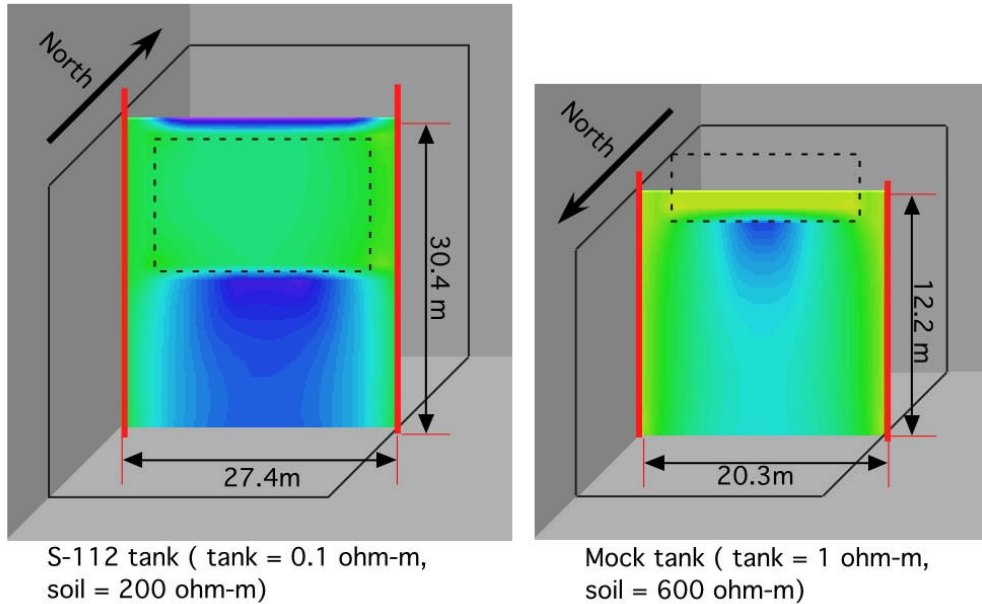 North
30.4 m
27.4m
S-112 tank ( tank = 0.1 ohm-m,
soil = 200 ohm-m)
North
12.2 m
20.3m
Mock tank ( tank = 1 ohm-m,
soil = 600 ohm-m)